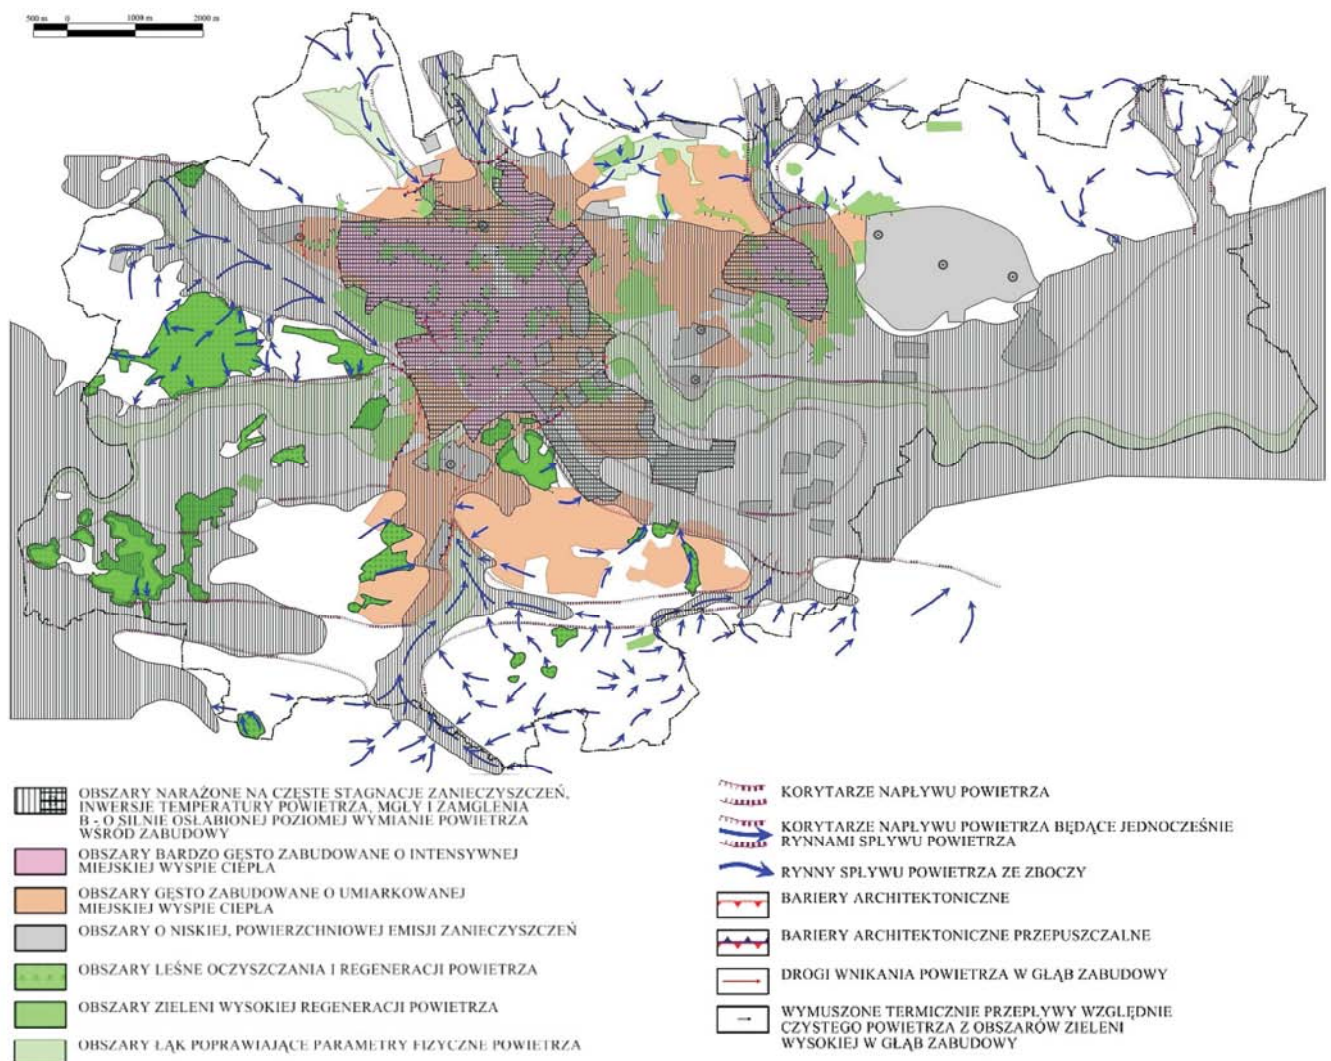 500 m 0 1000 m 2000 m
OBSZARY NARAŻONE NA CZĘSTE STAGNACJE ZANIECZYSZCZEŃ,
INWERSJE TEMPERATURY POWIETRZA, MGŁY I ZAMGLENIA
B - O SILNIE OSŁABIONEJ POZIOMEJ WYMIANIE POWIETRZA
WŚRÓD ZABUDOWY
OBSZARY BARDZO GĘSTO ZABUDOWANE O INTENSYWNEJ
MIEJSKIEJ WYSPIE CIEPŁA
OBSZARY GĘSTO ZABUDOWANE O UMIARKOWANEJ
MIEJSKIEJ WYSPIE CIEPŁA
OBSZARY O NISKIEJ, POWIERZCHNIOWEJ EMISJI ZANIECZYSZCZEŃ
OBSZARY LEŚNE OCZYSZCZANIA I REGENERACJI POWIETRZA
OBSZARY ZIELENI WYSOKIEJ REGENERACJI POWIETRZA
OBSZARY ŁĄK POPRAWIAJĄCE PARAMETRY FIZYCZNE POWIETRZA
KORYTARZE NAPŁYWU POWIETRZA
KORYTARZE NAPŁYWU POWIETRZA BĘDĄCE JEDNOCZEŚNIE
RYNNAMI SPŁYWU POWIETRZA
RYNNY SPŁYWU POWIETRZA ZE ZBOCZY
BARIERY ARCHITEKTONICZNE
BARIERY ARCHITEKTONICZNE PRZEPUSZCZALNE
DROGI WNIKANIA POWIETRZA W GŁĄB ZABUDOWY
WYMUSZONE TERMICZNIE PRZEPŁYWY WZGLĘDNIE
CZYSTEGO POWIETRZA Z OBSZARÓW ZIELENI
WYSOKIEJ W GŁĄB ZABUDOWY